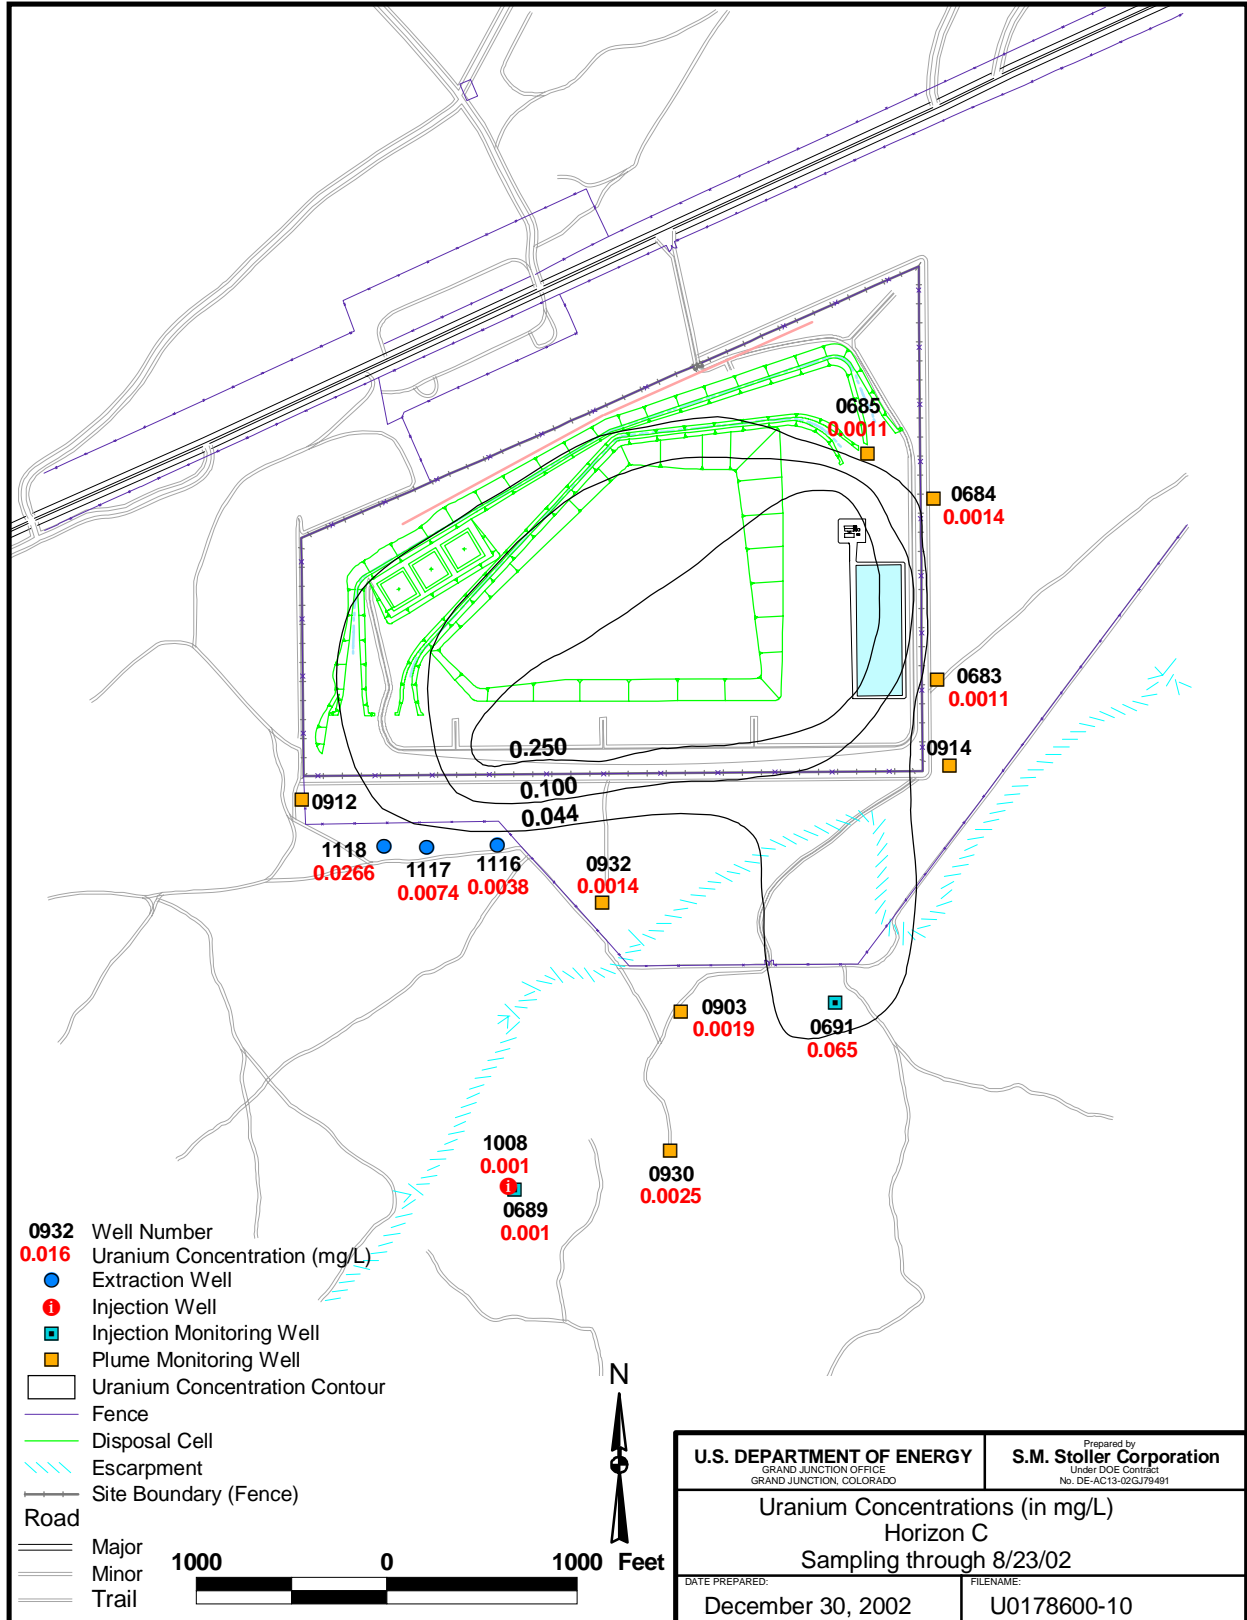 0685
0.0011
0684
0.0014
0683
0.0011
0914
0.250
0.100
0.044
0912
1118
0.0266
1117
0.0074
1116
0.0038
0932
0.0014
0903
0.0019
0691
0.065
1008
0.001
i
0689
0.001
0930
0.0025
0932 Well Number
0.016 Uranium Concentration (mg/L)
Extraction Well
i Injection Well
Injection Monitoring Well
Plume Monitoring Well
Uranium Concentration Contour
Fence
Disposal Cell
Escarpment
Site Boundary (Fence)
Road
Major
Minor
Trail
N
1000 0 1000 Feet
U.S. DEPARTMENT OF ENERGY
GRAND JUNCTION OFFICE
GRAND JUNCTION, COLORADO
Prepared by
S.M. Stoller Corporation
Under DOE Contract
No. DE-AC13-02GJ79491
Uranium Concentrations (in mg/L)
Horizon C
Sampling through 8/23/02
DATE PREPARED:
December 30, 2002
FILENAME:
U0178600-10